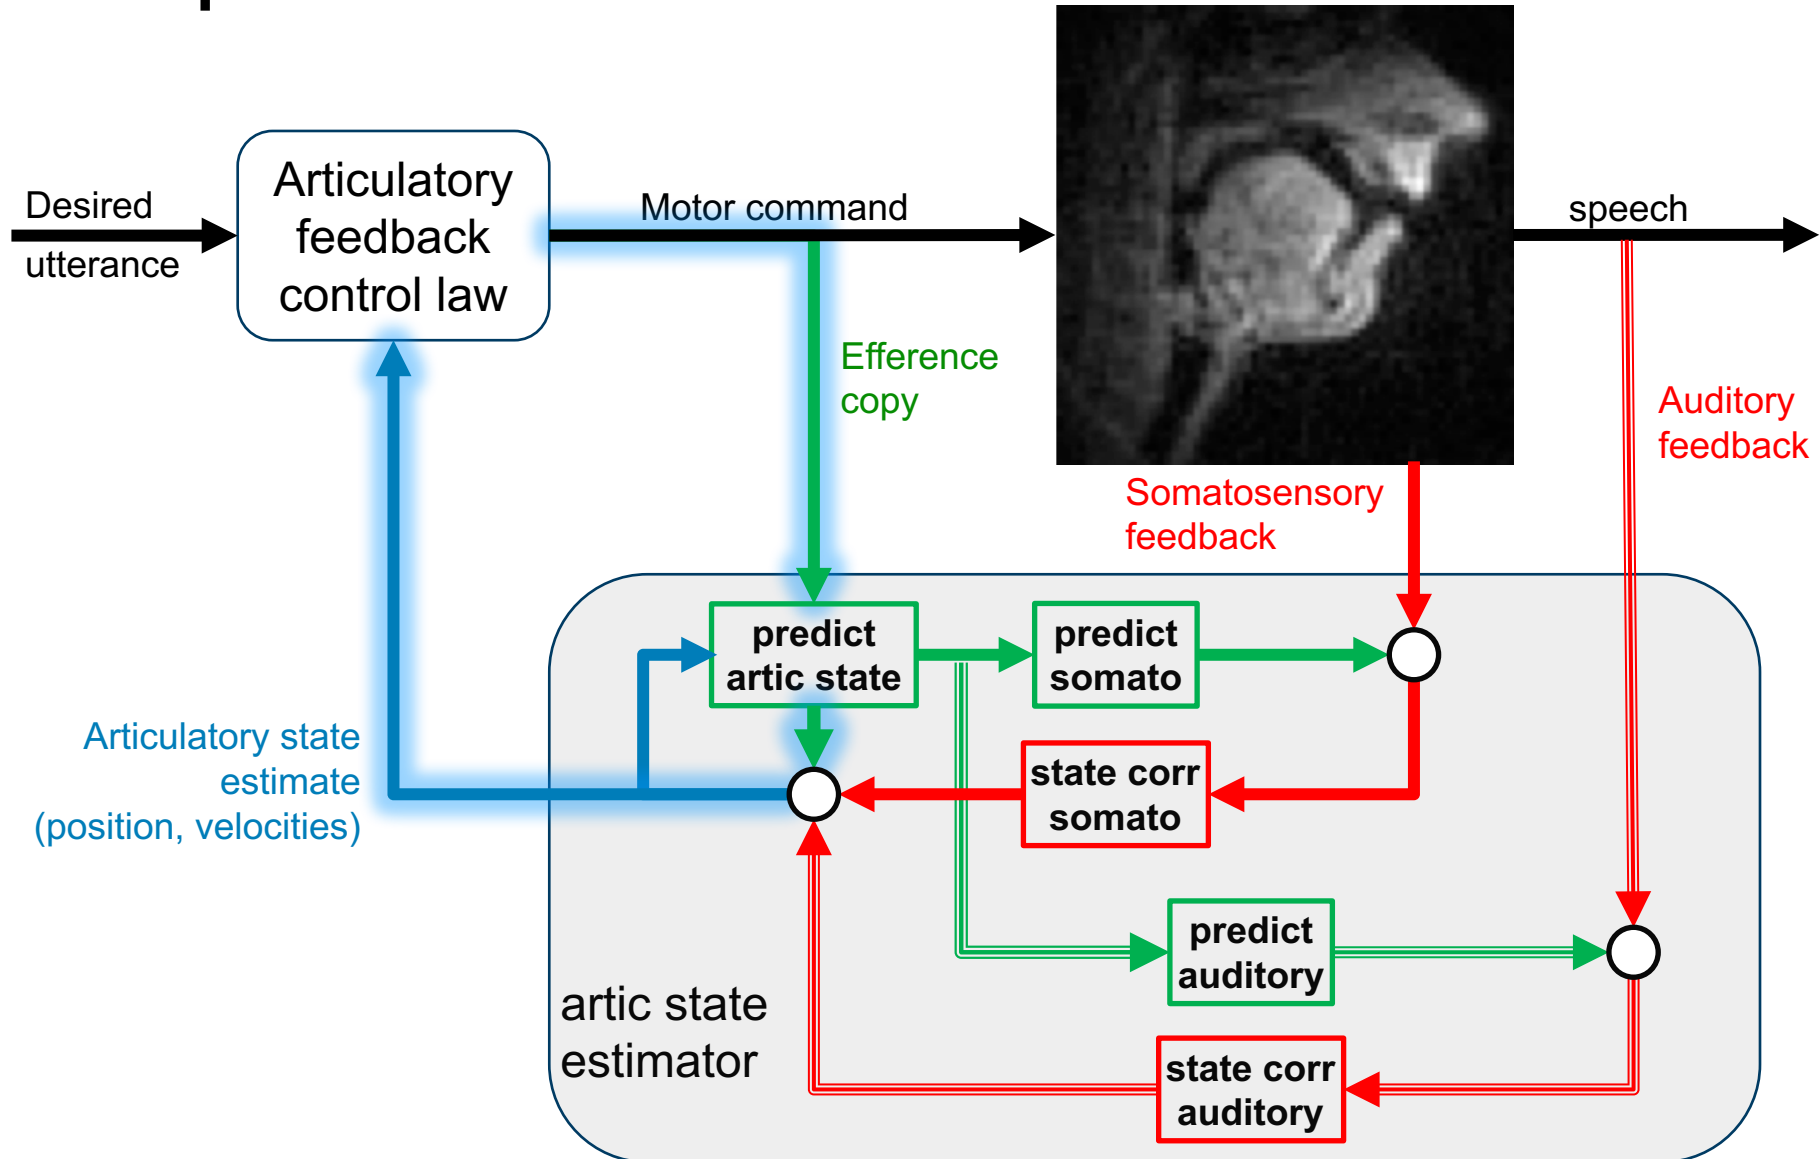 Articulatory
feedback
control law
Desired
utterance
Motor command
speech
Efference
copy
Auditory
feedback
Somatosensory
feedback
predict
artic state
predict
somato
Articulatory state
estimate
(position, velocities)
state corr
somato
predict
auditory
artic state
estimator
state corr
auditory